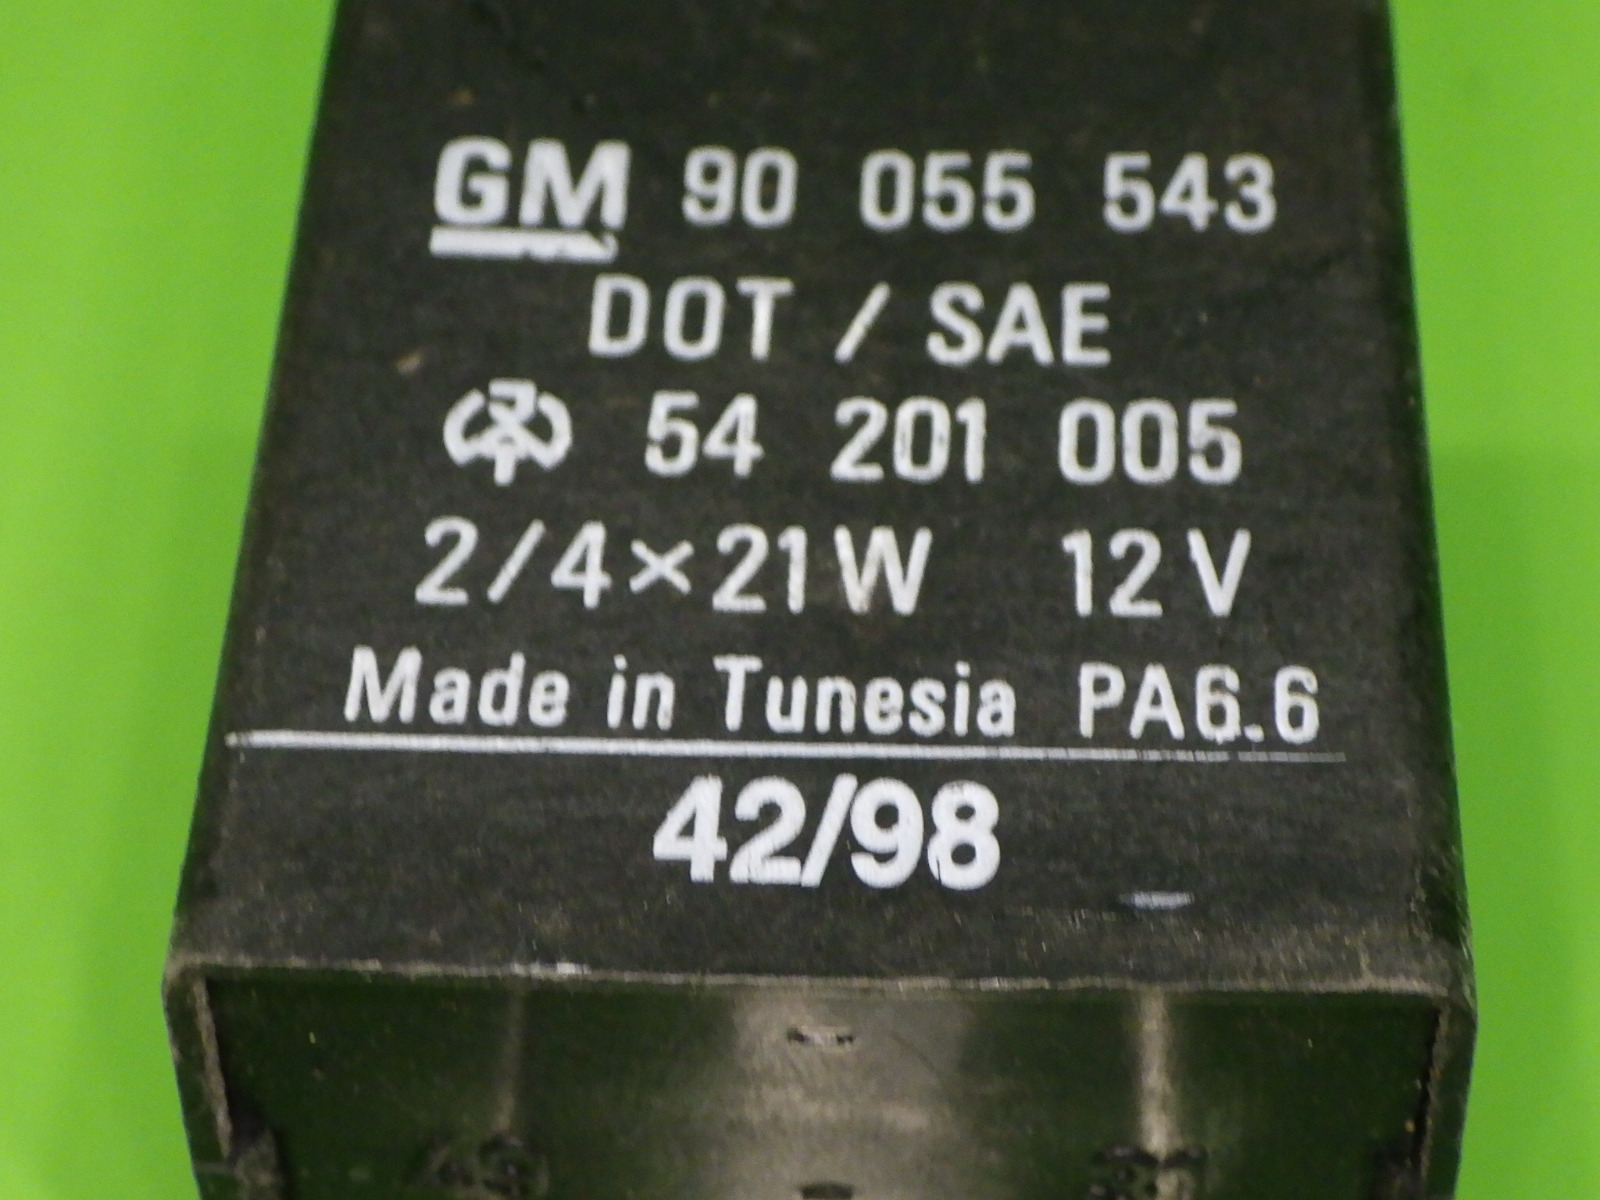 GM 90 055 543
DOT / SAE
54 201 005
2/4×21W 12V
Made in Tunesia PA6.6
42/98